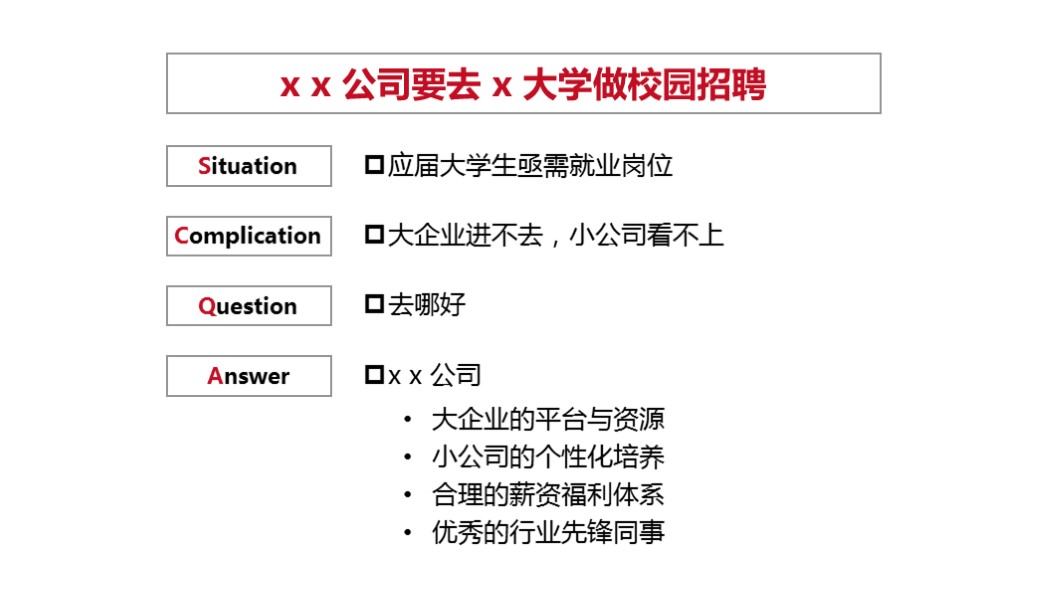 x x 公司要去 x 大学做校园招聘
Situation
应届大学生亟需就业岗位
Complication
大企业进不去，小公司看不上
Question
去哪好
Answer
x x 公司
• 大企业的平台与资源
• 小公司的个性化培养
• 合理的薪资福利体系
• 优秀的行业先锋同事